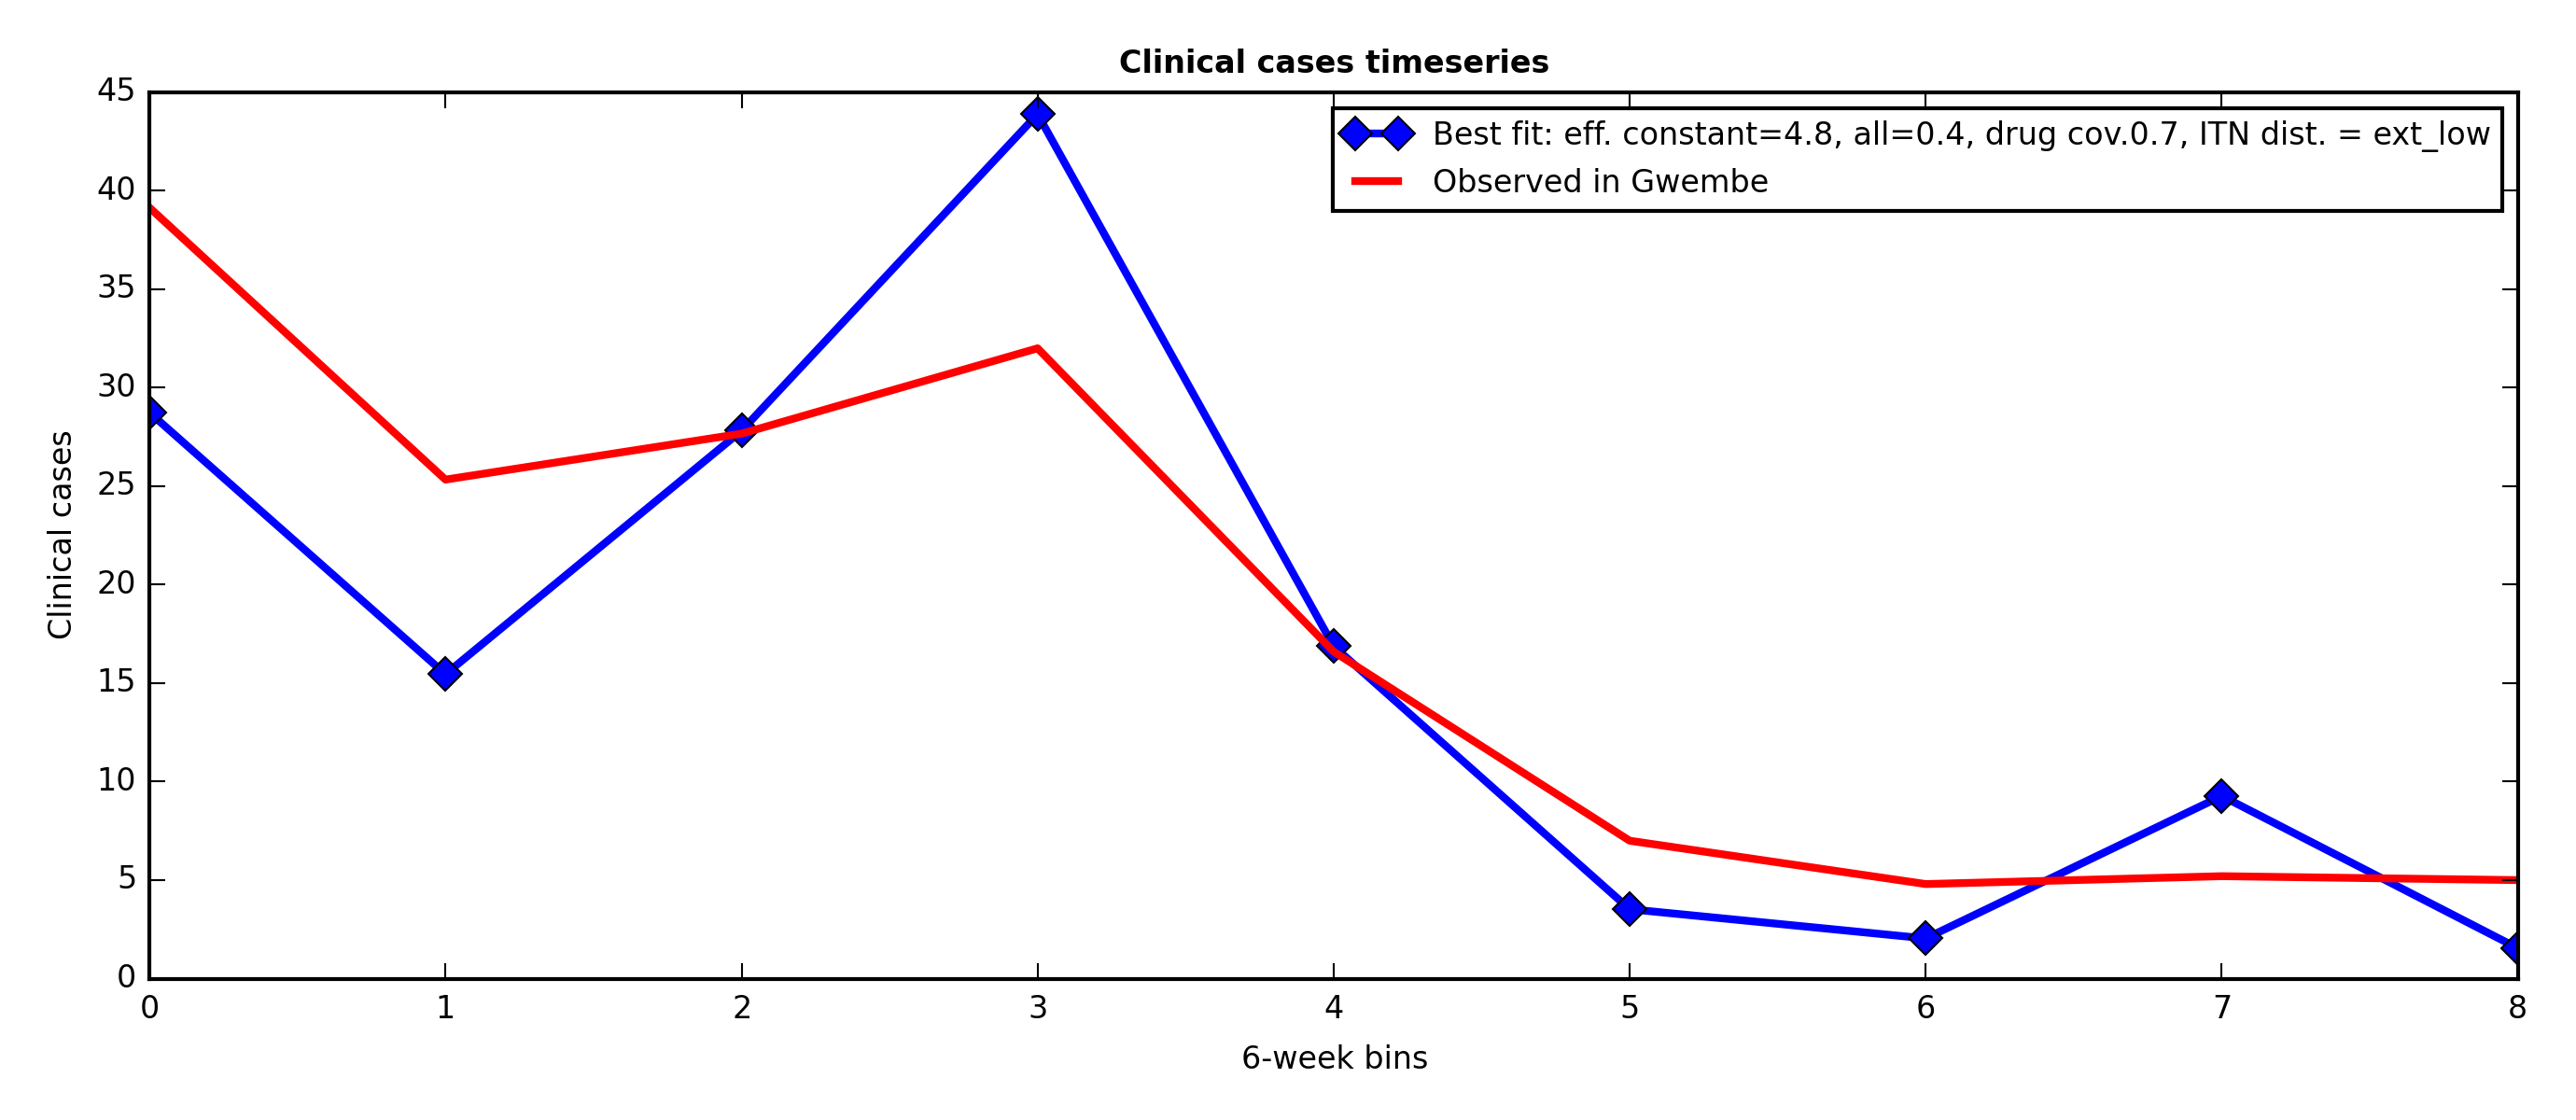 Clinical cases timeseries
Best fit: eff. constant=4.8, all=0.4, drug cov.0.7, ITN dist. = ext_low
Observed in Gwembe
Clinical cases
45
40
35
30
25
20
15
10
5
0
0 1 2 3 4 5 6 7 8
6-week bins